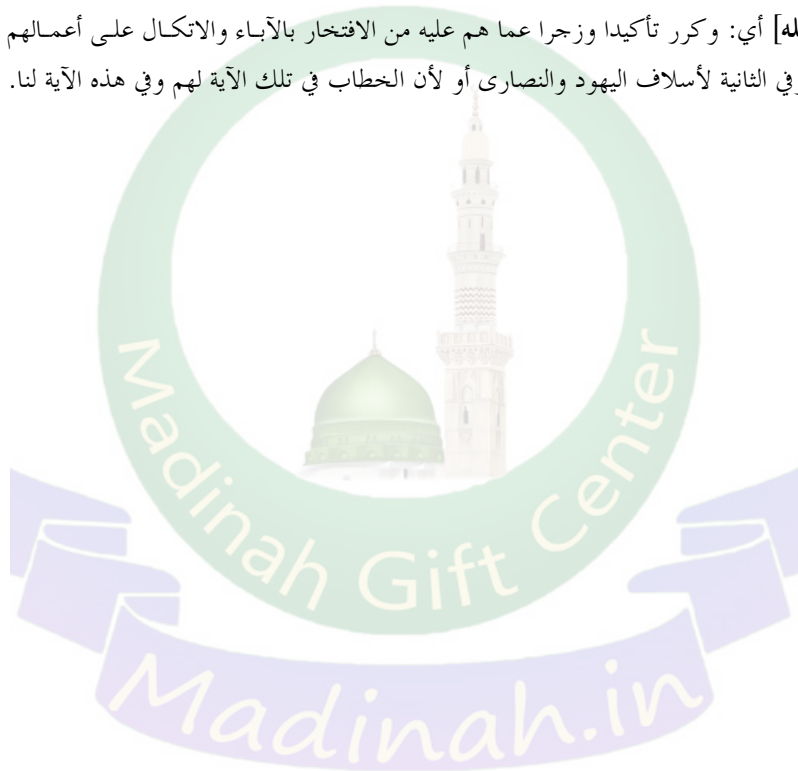 له] أي: وكرر تأكيدا وزجرا عما هم عليه من الافتخار بالآباء والاتكال على أعمالهم
وفي الثانية لأسلاف اليهود والنصارى أو لأن الخطاب في تلك الآية لهم وفي هذه الآية لنا.
Madinah Gift Center
Madinah.in